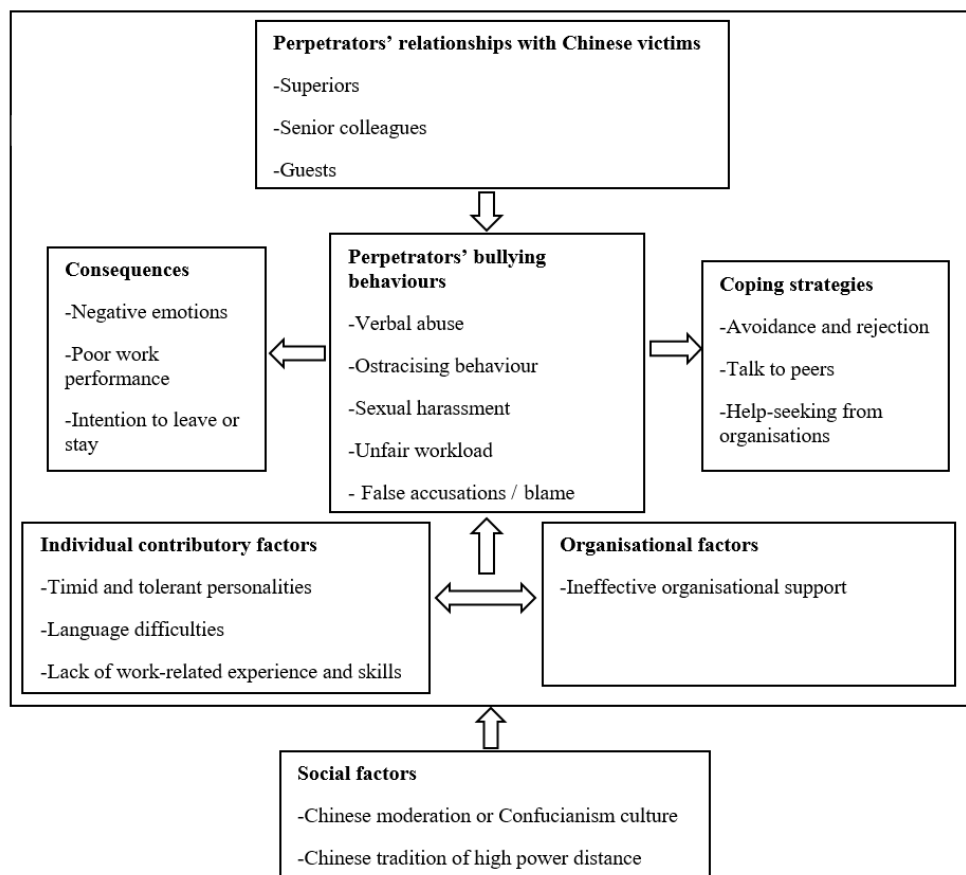 Perpetrators' relationships with Chinese victims
-Superiors
-Senior colleagues
-Guests
Consequences
-Negative emotions
-Poor work
performance
-Intention to leave or
stay
Perpetrators' bullying
behaviours
-Verbal abuse
-Ostracising behaviour
-Sexual harassment
-Unfair workload
- False accusations / blame
Coping strategies
-Avoidance and rejection
-Talk to peers
-Help-seeking from
organisations
Individual contributory factors
-Timid and tolerant personalities
-Language difficulties
-Lack of work-related experience and skills
Organisational factors
-Ineffective organisational support
Social factors
-Chinese moderation or Confucianism culture
-Chinese tradition of high power distance